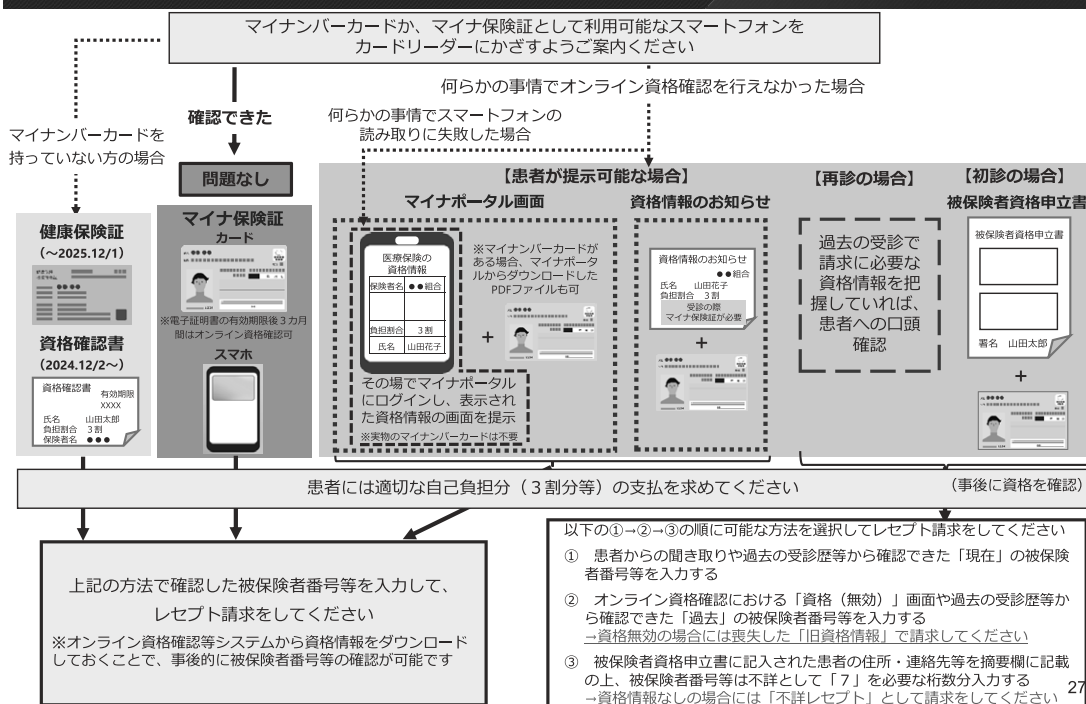 マイナンバーカードか、マイナ保険証として利用可能なスマートフォンを
カードリーダーにかざすようご案内ください
何らかの事情でオンライン資格確認を行えなかった場合
確認できた
何らかの事情でスマートフォンの
読み取りに失敗した場合
マイナンバーカードを
持っていない方の場合
問題なし
健康保険証
(～2025.12/1)
資格確認書
(2024.12/2～)
資格確認書
有効期限
XXXX
氏名 山田太郎
負担割合 3割
保険者名 ●●●
マイナ保険証
カード
※電子証明書の有効期限後3カ月
間はオンライン資格確認可
スマホ
【患者が提示可能な場合】
マイナポータル画面
医療保険の
資格情報
保険者名 ●●組合
負担割合 3割
氏名 山田花子
※マイナンバーカードが
ある場合、マイナポータ
ルからダウンロードした
PDFファイルも可
+
その場でマイナポータル
にログインし、表示され
た資格情報の画面を提示
※実物のマイナンバーカードは不要
資格情報のお知らせ
資格情報のお知らせ
●●組合
氏名 山田花子
負担割合 3割
受診の際
マイナ保険証が必要
+
【再診の場合】
過去の受診で
請求に必要な
資格情報を把
握していれば、
患者への口頭
確認
【初診の場合】
被保険者資格申立書
被保険者資格申立書
署名 山田太郎
+
患者には適切な自己負担分（3割分等）の支払を求めてください
（事後に資格を確認）
上記の方法で確認した被保険者番号等を入力して、
レセプト請求をしてください
※オンライン資格確認等システムから資格情報をダウンロード
しておくことで、事後的に被保険者番号等の確認が可能です
以下の①→②→③の順に可能な方法を選択してレセプト請求をしてください
① 患者からの聞き取りや過去の受診歴等から確認できた「現在」の被保険
者番号等を入力する
② オンライン資格確認における「資格（無効）」画面や過去の受診歴等か
ら確認できた「過去」の被保険者番号等を入力する
→資格無効の場合には喪失した「旧資格情報」で請求してください
③ 被保険者資格申立書に記入された患者の住所・連絡先等を摘要欄に記載
の上、被保険者番号等は不詳として「７」を必要な桁数分入力する
→資格情報なしの場合には「不詳レセプト」として請求をしてください
27